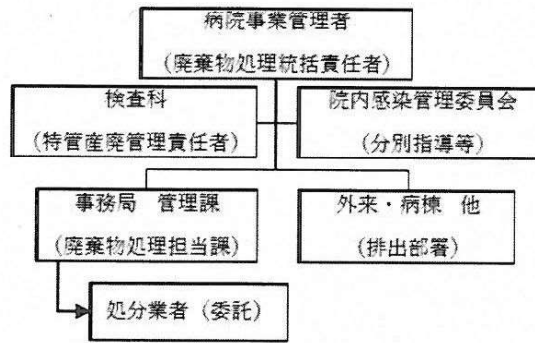 病院事業管理者
(廃棄物処理統括責任者)
検査科
(特管産廃管理責任者)
院内感染管理委員会
(分別指導等)
事務局　管理課
(廃棄物処理担当課)
外来・病棟　他
(排出部署)
処分業者（委託）